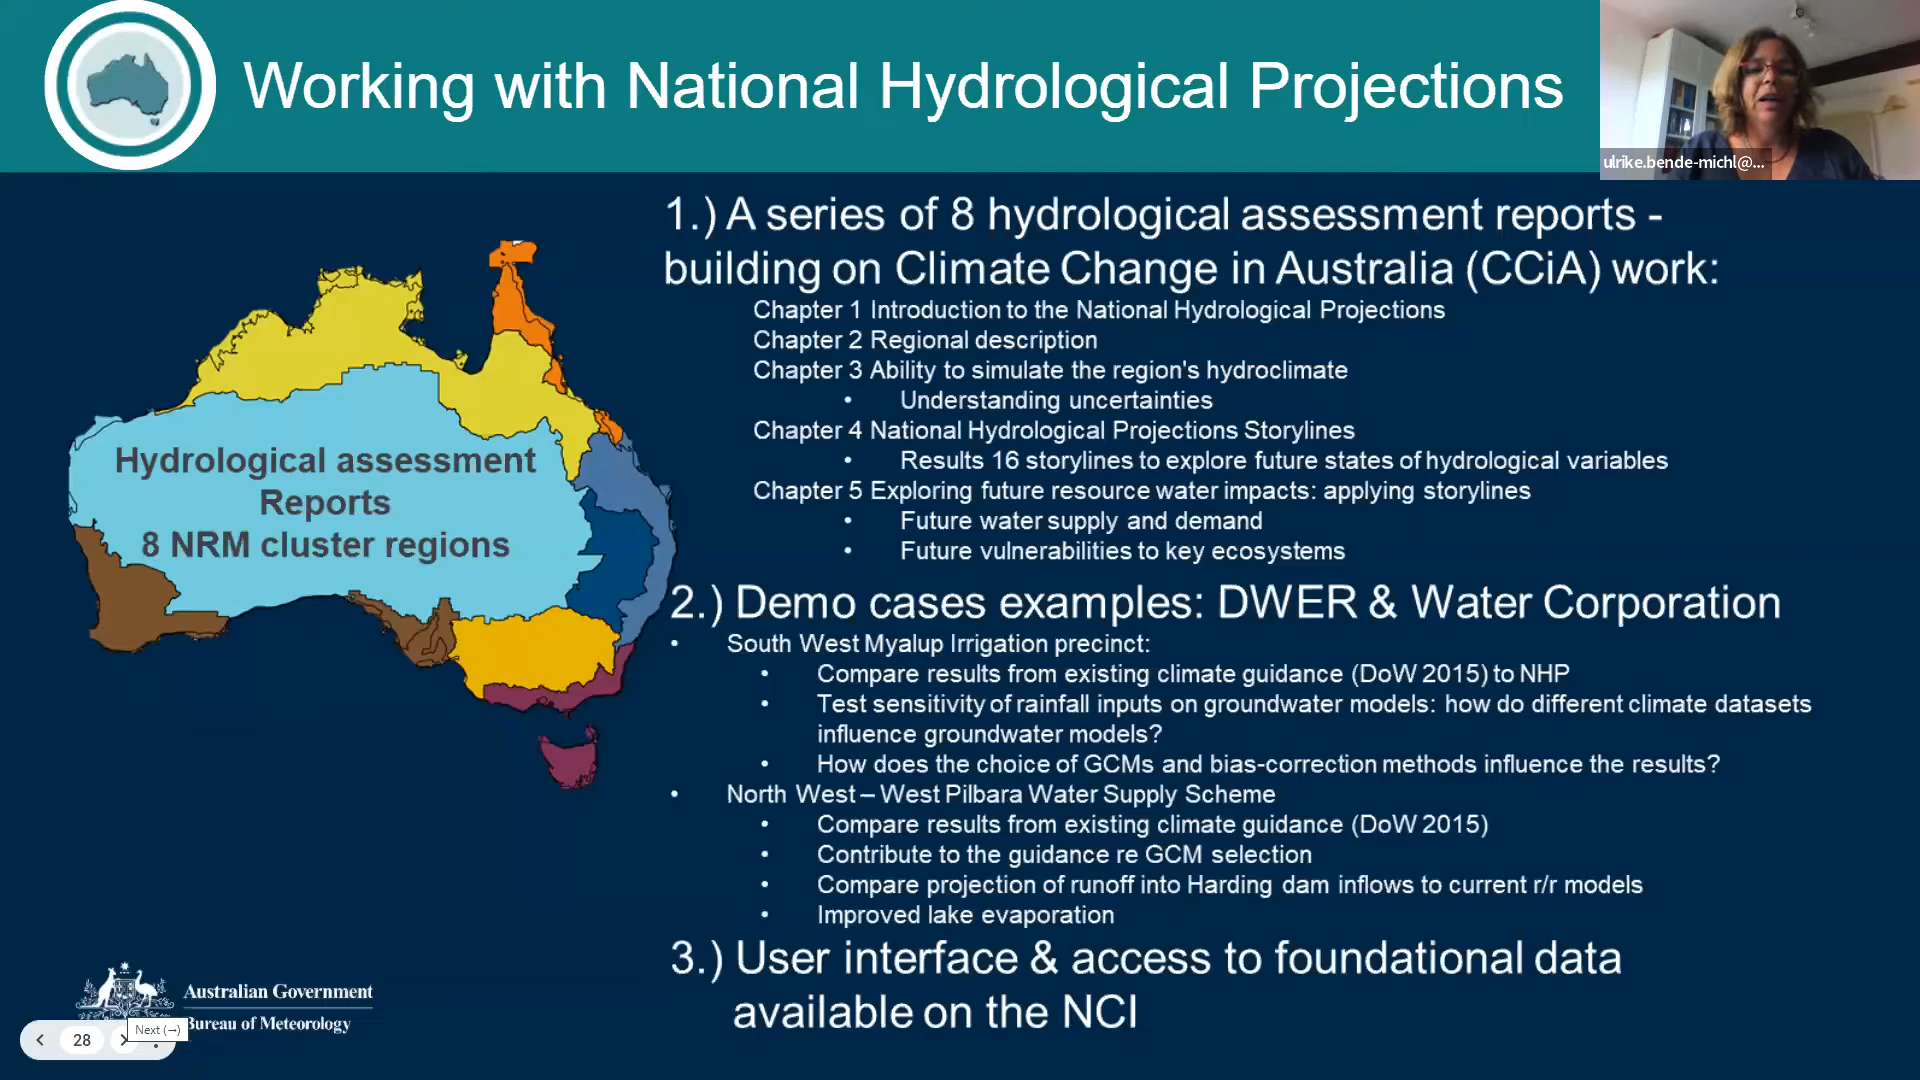 Working with National Hydrological Projections
ulrike.bende-michl@...
1.) A series of 8 hydrological assessment reports -
building on Climate Change in Australia (CCiA) work:
Chapter 1 Introduction to the National Hydrological Projections
Chapter 2 Regional description
Chapter 3 Ability to simulate the region's hydroclimate
• Understanding uncertainties
Chapter 4 National Hydrological Projections Storylines
• Results 16 storylines to explore future states of hydrological variables
Chapter 5 Exploring future resource water impacts: applying storylines
• Future water supply and demand
• Future vulnerabilities to key ecosystems
Hydrological assessment
Reports
8 NRM cluster regions
2.) Demo cases examples: DWER & Water Corporation
• South West Myalup Irrigation precinct:
• Compare results from existing climate guidance (DoW 2015) to NHP
• Test sensitivity of rainfall inputs on groundwater models: how do different climate datasets
influence groundwater models?
• How does the choice of GCMs and bias-correction methods influence the results?
• North West – West Pilbara Water Supply Scheme
• Compare results from existing climate guidance (DoW 2015)
• Contribute to the guidance re GCM selection
• Compare projection of runoff into Harding dam inflows to current r/r models
• Improved lake evaporation
3.) User interface & access to foundational data
available on the NCI
Australian Government
Bureau of Meteorology
Next (→)
28